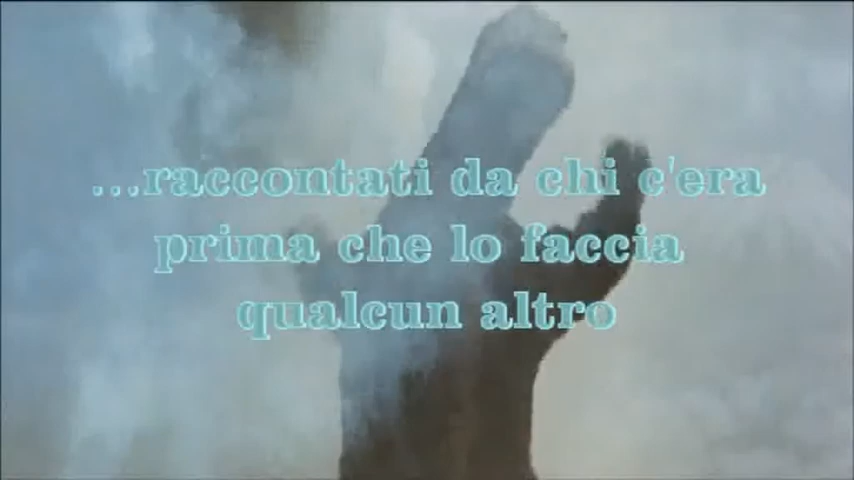 ...raccontati da chi c'era
prima che lo faccia
qualcun altro